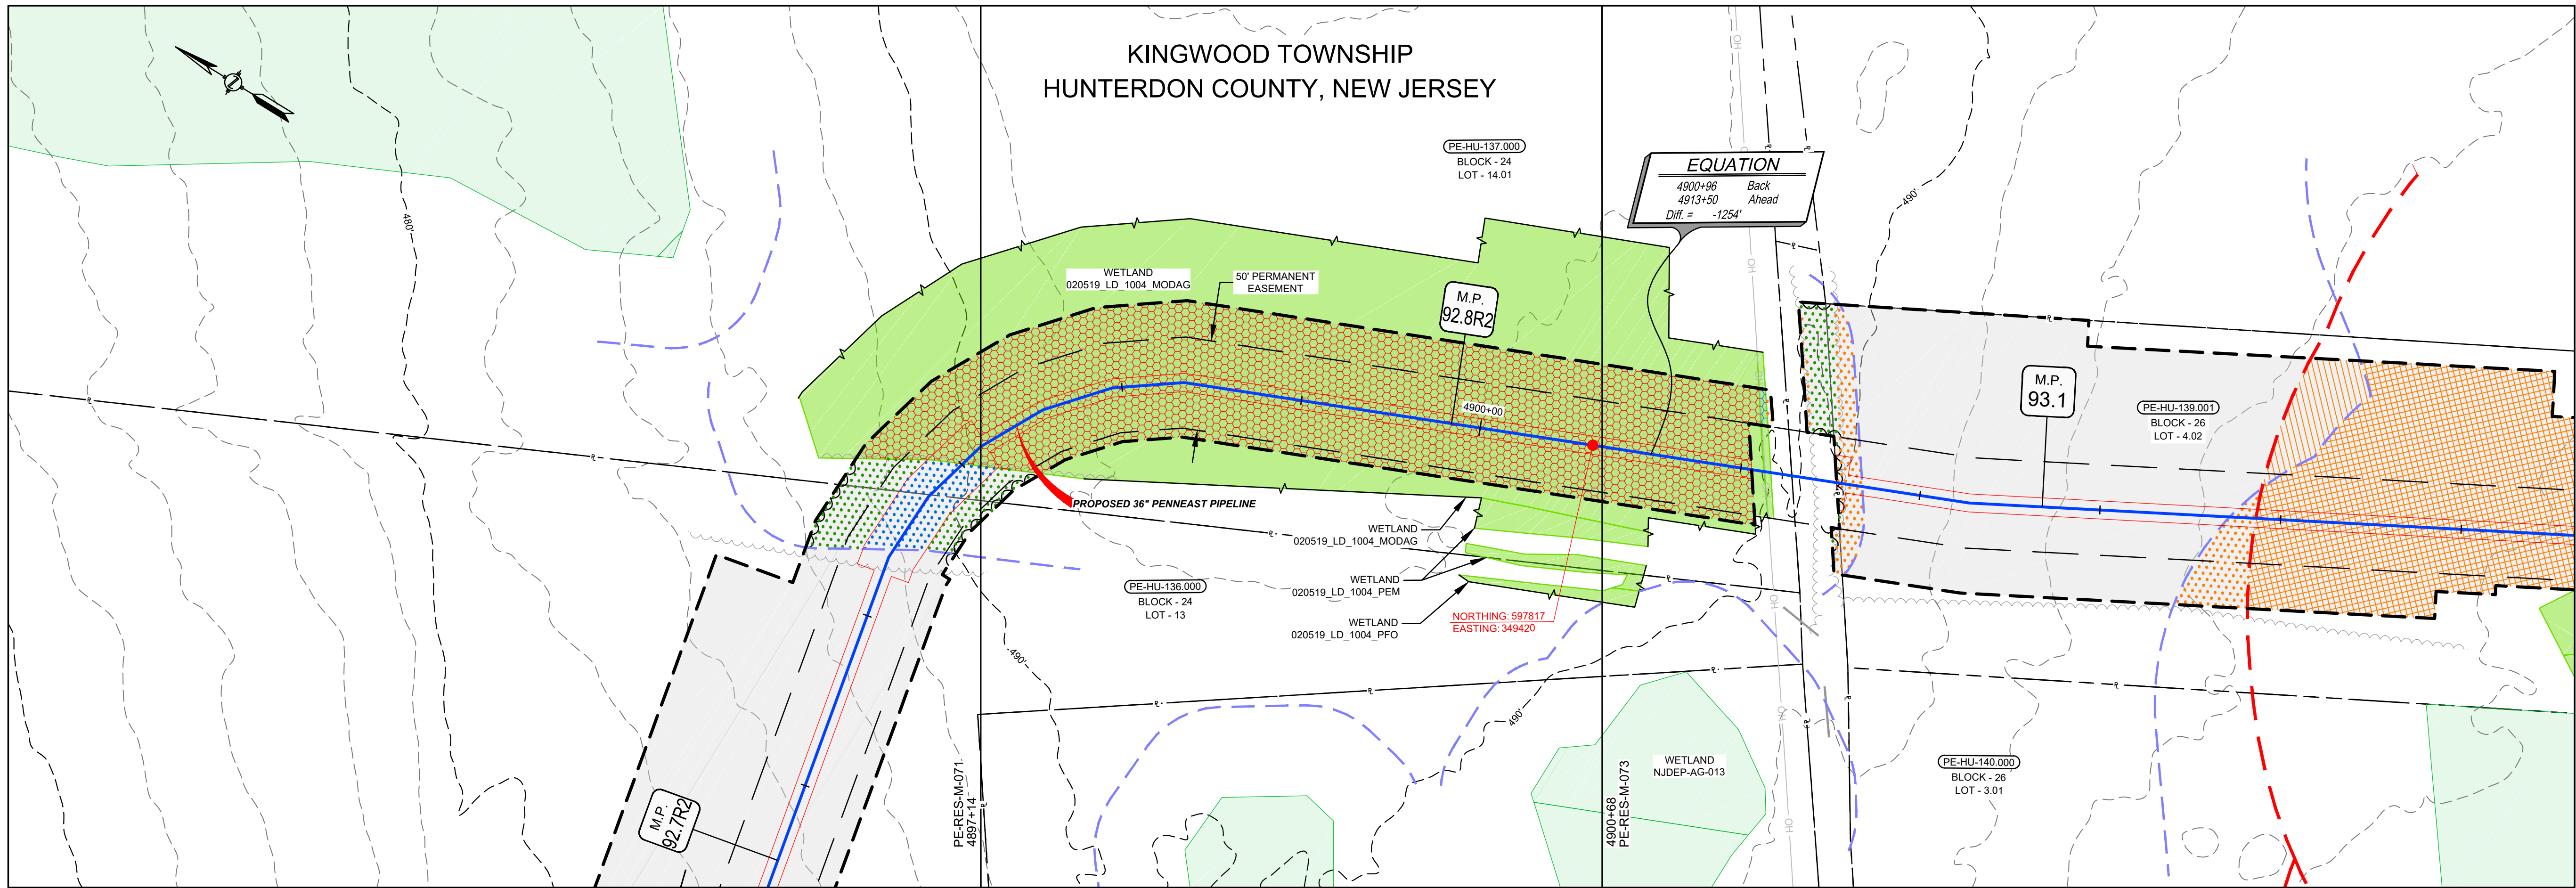 KINGWOOD TOWNSHIP
HUNTERDON COUNTY, NEW JERSEY
PE-HU-137.000
BLOCK - 24
LOT - 14.01
EQUATION
4900+96 Back
4913+50 Ahead
Diff. = -1254'
OH
OH
OH
OH
OH
480'
490'
WETLAND
020519_LD_1004_MODAG
50' PERMANENT
EASEMENT
M.P.
92.8R2
4900+00
M.P.
93.1
PE-HU-139.001
BLOCK - 26
LOT - 4.02
PROPOSED 36" PENNEAST PIPELINE
WETLAND
020519_LD_1004_MODAG
WETLAND
020519_LD_1004_PEM
WETLAND
020519_LD_1004_PFO
NORTHING: 597817
EASTING: 349420
PE-HU-136.000
BLOCK - 24
LOT - 13
490'
490'
WETLAND
NJDEP-AG-013
PE-HU-140.000
BLOCK - 26
LOT - 3.01
M.P.
92.7R2
PE-RES-M-071
4897+14
4900+68
PE-RES-M-073